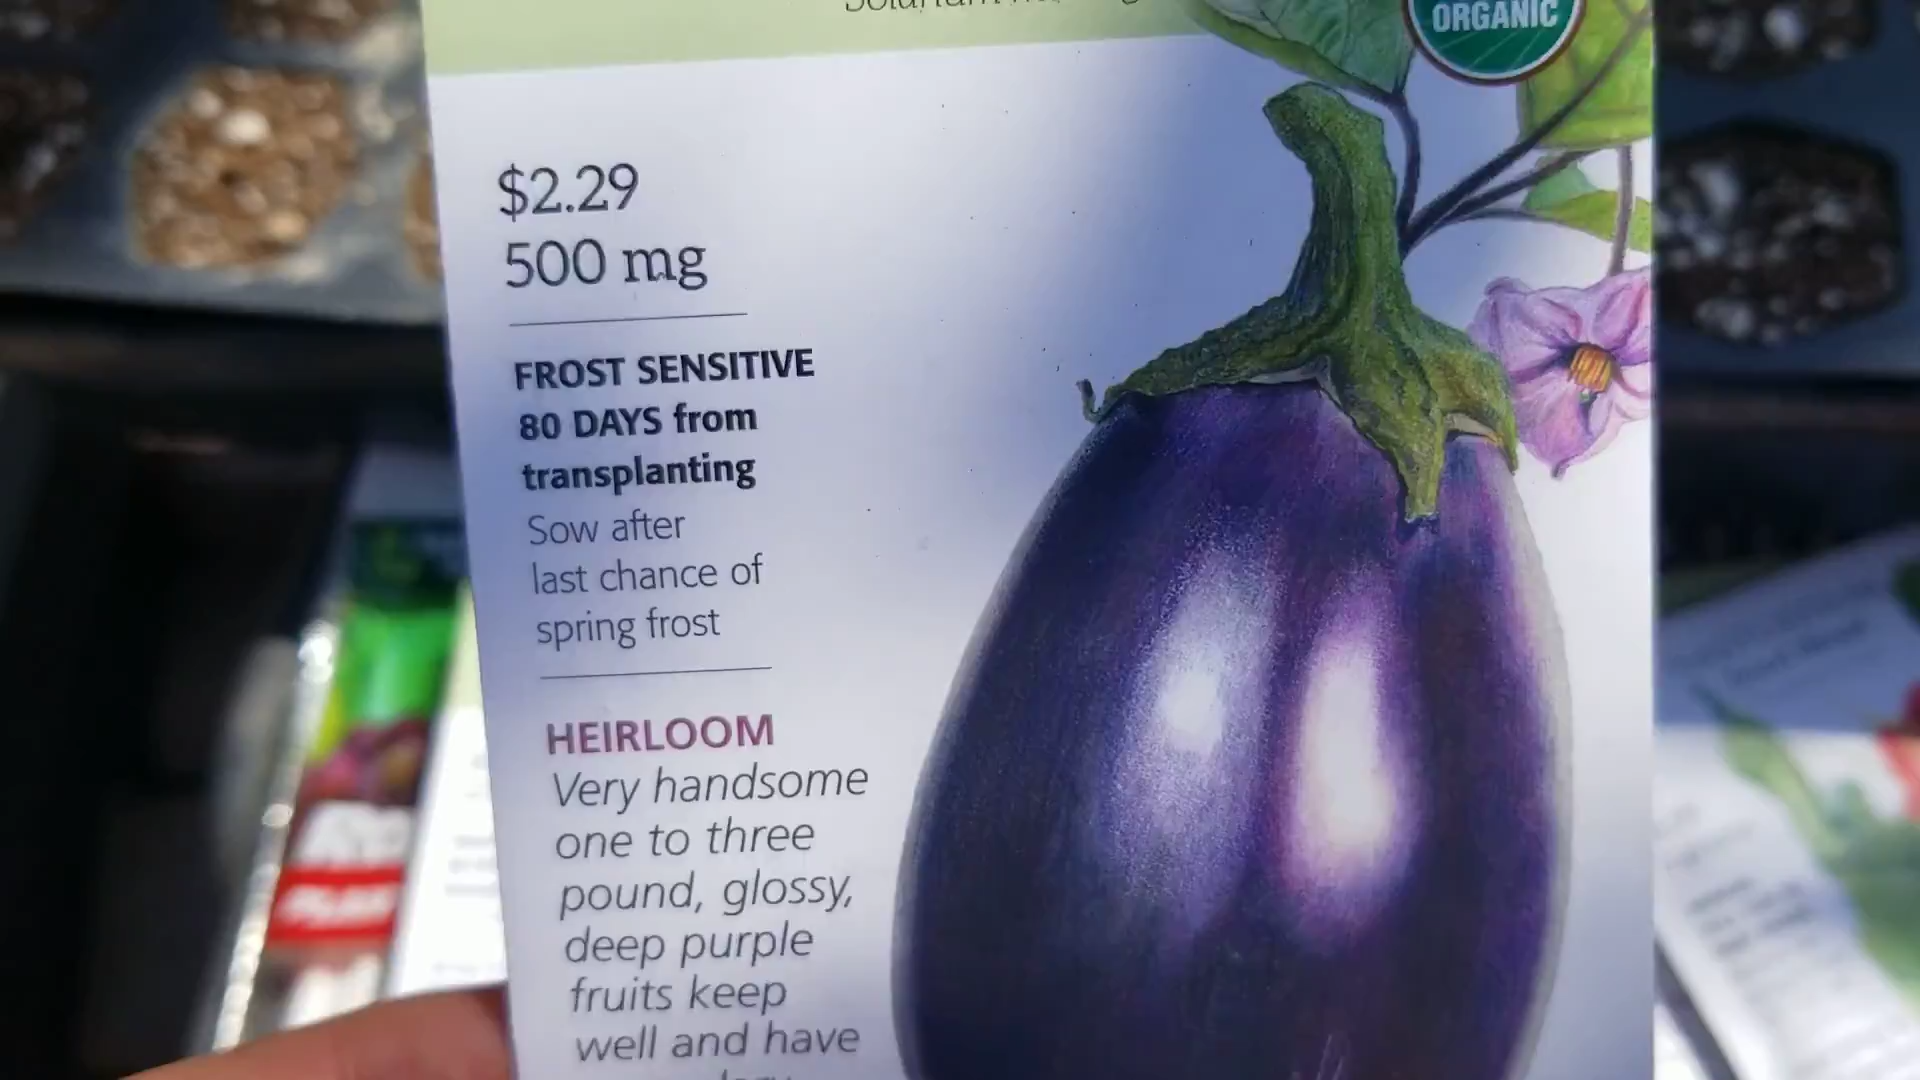 ORGANIC
$2.29
500 mg
FROST SENSITIVE
80 DAYS from
transplanting
Sow after
last chance of
spring frost
HEIRLOOM
Very handsome
one to three
pound, glossy,
deep purple
fruits keep
well and have